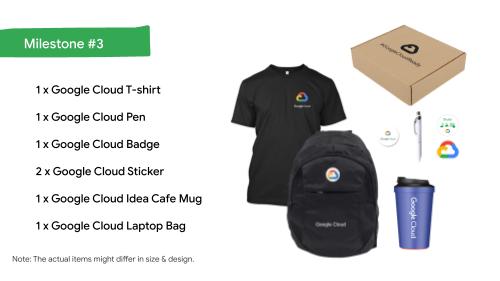 Milestone #3
1 x Google Cloud T-shirt
1 x Google Cloud Pen
1 x Google Cloud Badge
2 x Google Cloud Sticker
1 x Google Cloud Idea Cafe Mug
1 x Google Cloud Laptop Bag
Note: The actual items might differ in size & design.
#GoogleCloudReady
Google Cloud
Google Cloud
Google Cloud